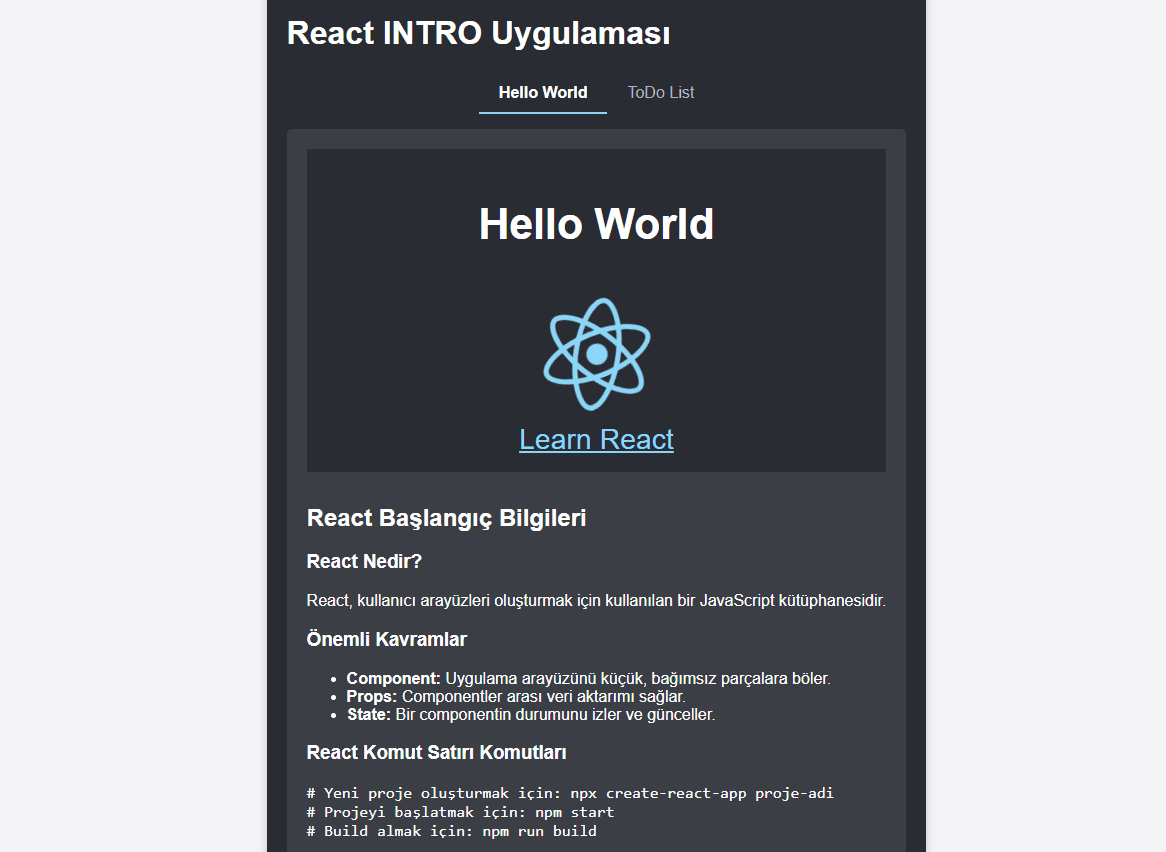 React INTRO Uygulaması
Hello World
ToDo List
Hello World
Learn React
React Başlangıç Bilgileri
React Nedir?
React, kullanıcı arayüzleri oluşturmak için kullanılan bir JavaScript kütüphanesidir.
Önemli Kavramlar
• Component: Uygulama arayüzünü küçük, bağımsız parçalara böler.
• Props: Componentler arası veri aktarımı sağlar.
• State: Bir componentin durumunu izler ve günceller.
React Komut Satırı Komutları
# Yeni proje oluşturmak için: npx create-react-app proje-adi
# Projeyi başlatmak için: npm start
# Build almak için: npm run build